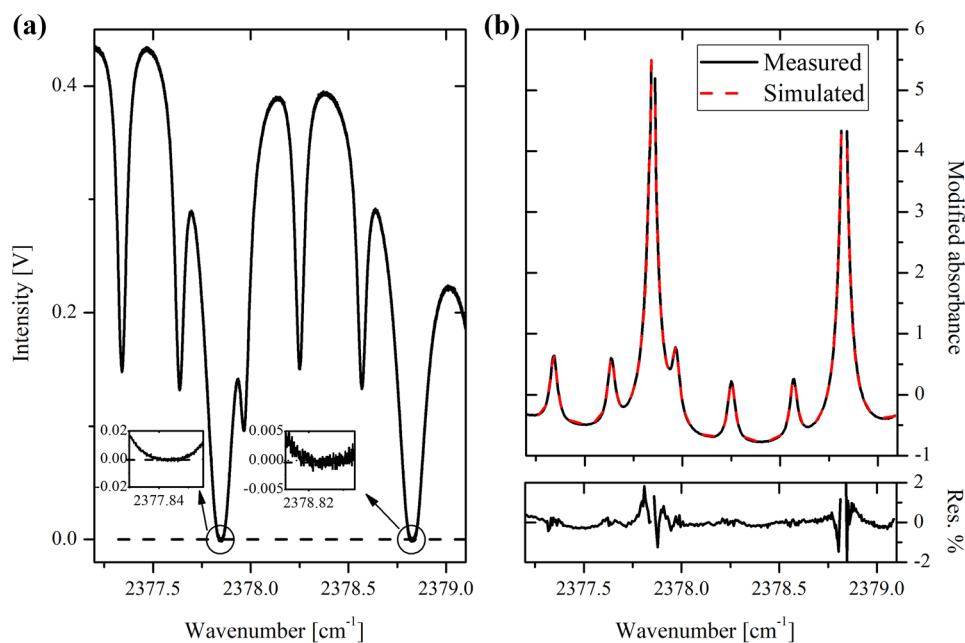 (a)
Intensity [V]
0.4
0.2
0.0
0.02
0.00
-0.02
2377.84
0.005
0.000
-0.005
2378.82
2377.5 2378.0 2378.5 2379.0
Wavenumber [cm-1]
(b)
Measured
Simulated
6
5
4
3
2
1
0
-1
Modified absorbance
2
0
-2
Res. %
2377.5 2378.0 2378.5 2379.0
Wavenumber [cm-1]